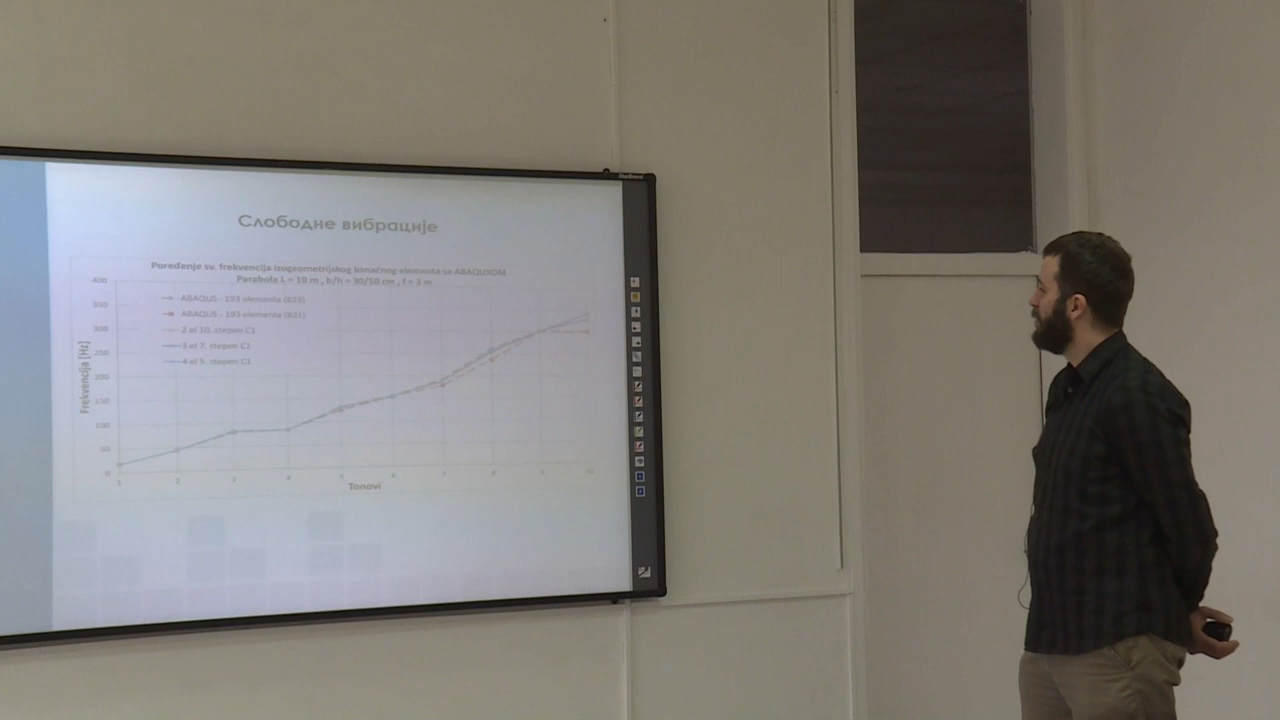 Слободне вибрације
Poređenje sv. frekvencija izogeometrijskog konačnog elementa sa ABAQUSOM
Parabola L = 10 m , b/h = 30/50 cm , f = 3 m
400
350
300
250
200
150
100
50
0
Frekvencija [Hz]
ABAQUS - 193 elementa (B23)
ABAQUS - 193 elementa (B21)
2 el 10. stepen C1
3 el 7. stepen C1
4 el 5. stepen C1
1 2 3 4 5 6 7 8 9 10
Tonovi